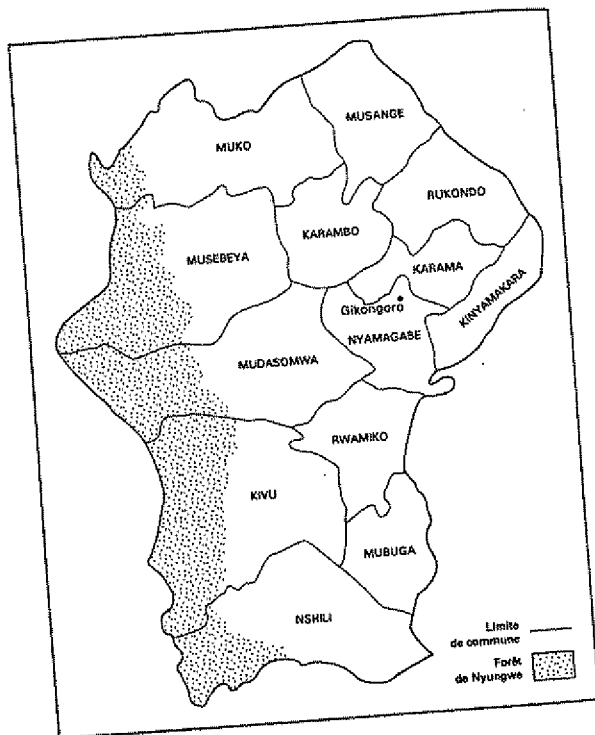 MUSANGE
MUKO
RUKONDO
KARAMBO
MUSEBEYA
KARAMA
KINYAMAKARA
Gikongoro
NYAMAGABE
MUDASOMWA
RWAMIKO
KIVU
MUBUGA
NSHILI
Limite
de commune
Forêt
de Nyungwe